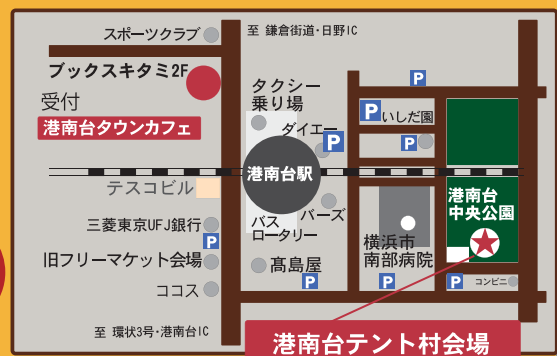 スポーツクラブ
至 鎌倉街道・日野IC
ブックスキタミ2F
受付
港南台タウンカフェ
タクシー
乗り場
ダイエー
P
P
P
いしだ園
P
港南台駅
テスコビル
港南台
中央公園
三菱東京UFJ銀行
P
バス
ロータリー
バーズ
横浜市
南部病院
旧フリーマケット会場
髙島屋
P
P
P
コンビニ
ココス
至 環状3号・港南台IC
港南台テント村会場